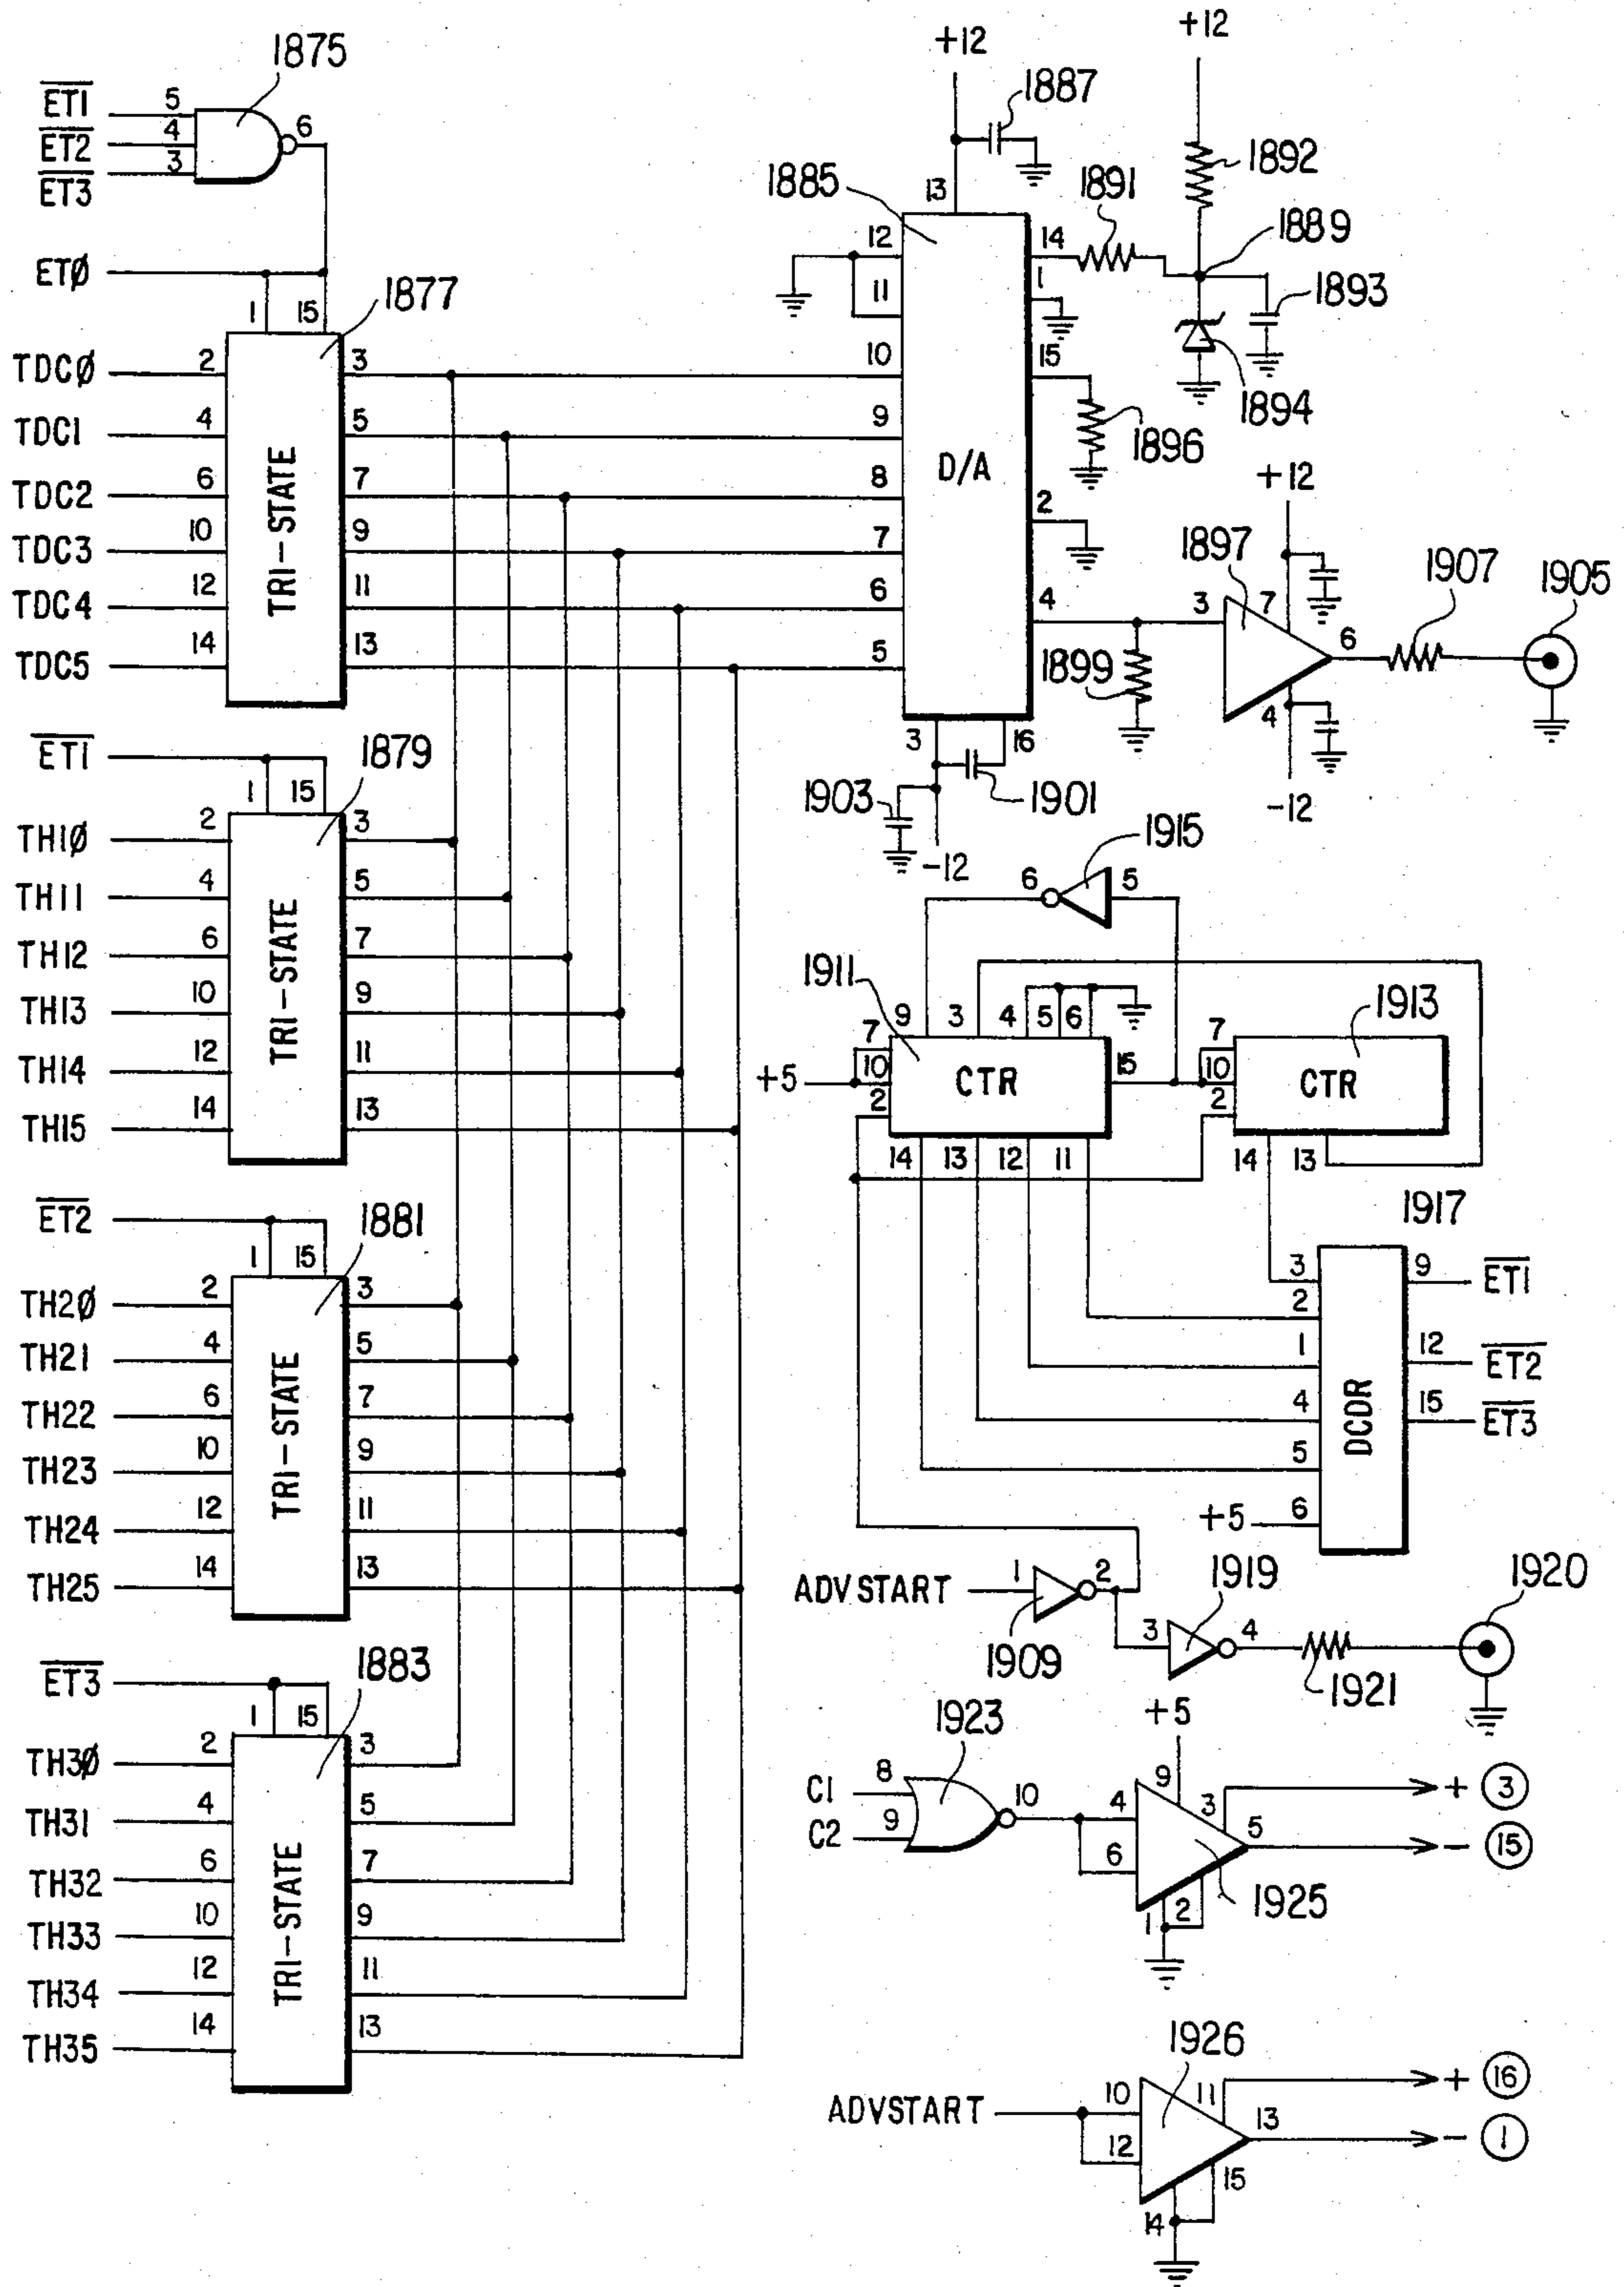 1875
ET1 5
ET2 4 6
ET3 3
ETØ
1 15 1877
TDCØ 2 3
TDC1 4 5
TDC2 6 7
TDC3 10 9
TDC4 12 11
TDC5 14 13
TRI-STATE
ET1
1 15 1879
TH1Ø 2 3
TH11 4 5
TH12 6 7
TH13 10 9
TH14 12 11
TH15 14 13
TRI-STATE
ET2
1 15 1881
TH2Ø 2 3
TH21 4 5
TH22 6 7
TH23 10 9
TH24 12 11
TH25 14 13
TRI-STATE
ET3
1 15 1883
TH3Ø 2 3
TH31 4 5
TH32 6 7
TH33 10 9
TH34 12 11
TH35 14 13
TRI-STATE
+12 +12
1887
1892
1885 13 1891
1889
12 14
11 1 1893
10 15
1894
9 1896
D/A
8 2
7
6 4
5
3 16
1903 1901
-12
+12
1897
3 7 6 1907 1905
1899
4
-12
1915
6 5
1911
9 3 4 5 6 1913
7 7
+5 10 CTR 15 10 CTR
2 2
14 13 12 11 14 13
1917
3 9 ET1
2
1 12 ET2
4 15 ET3
5
+5 6
DCDR
ADVSTART 1 2
1909
1919 1920
3 4
1921
1923 +5
C1 8 10
C2 9
4 9 3 5 + 3
6 - 15
1 2 1925
1926
ADVSTART 10 11 13 + 16
12 - 1
14 15